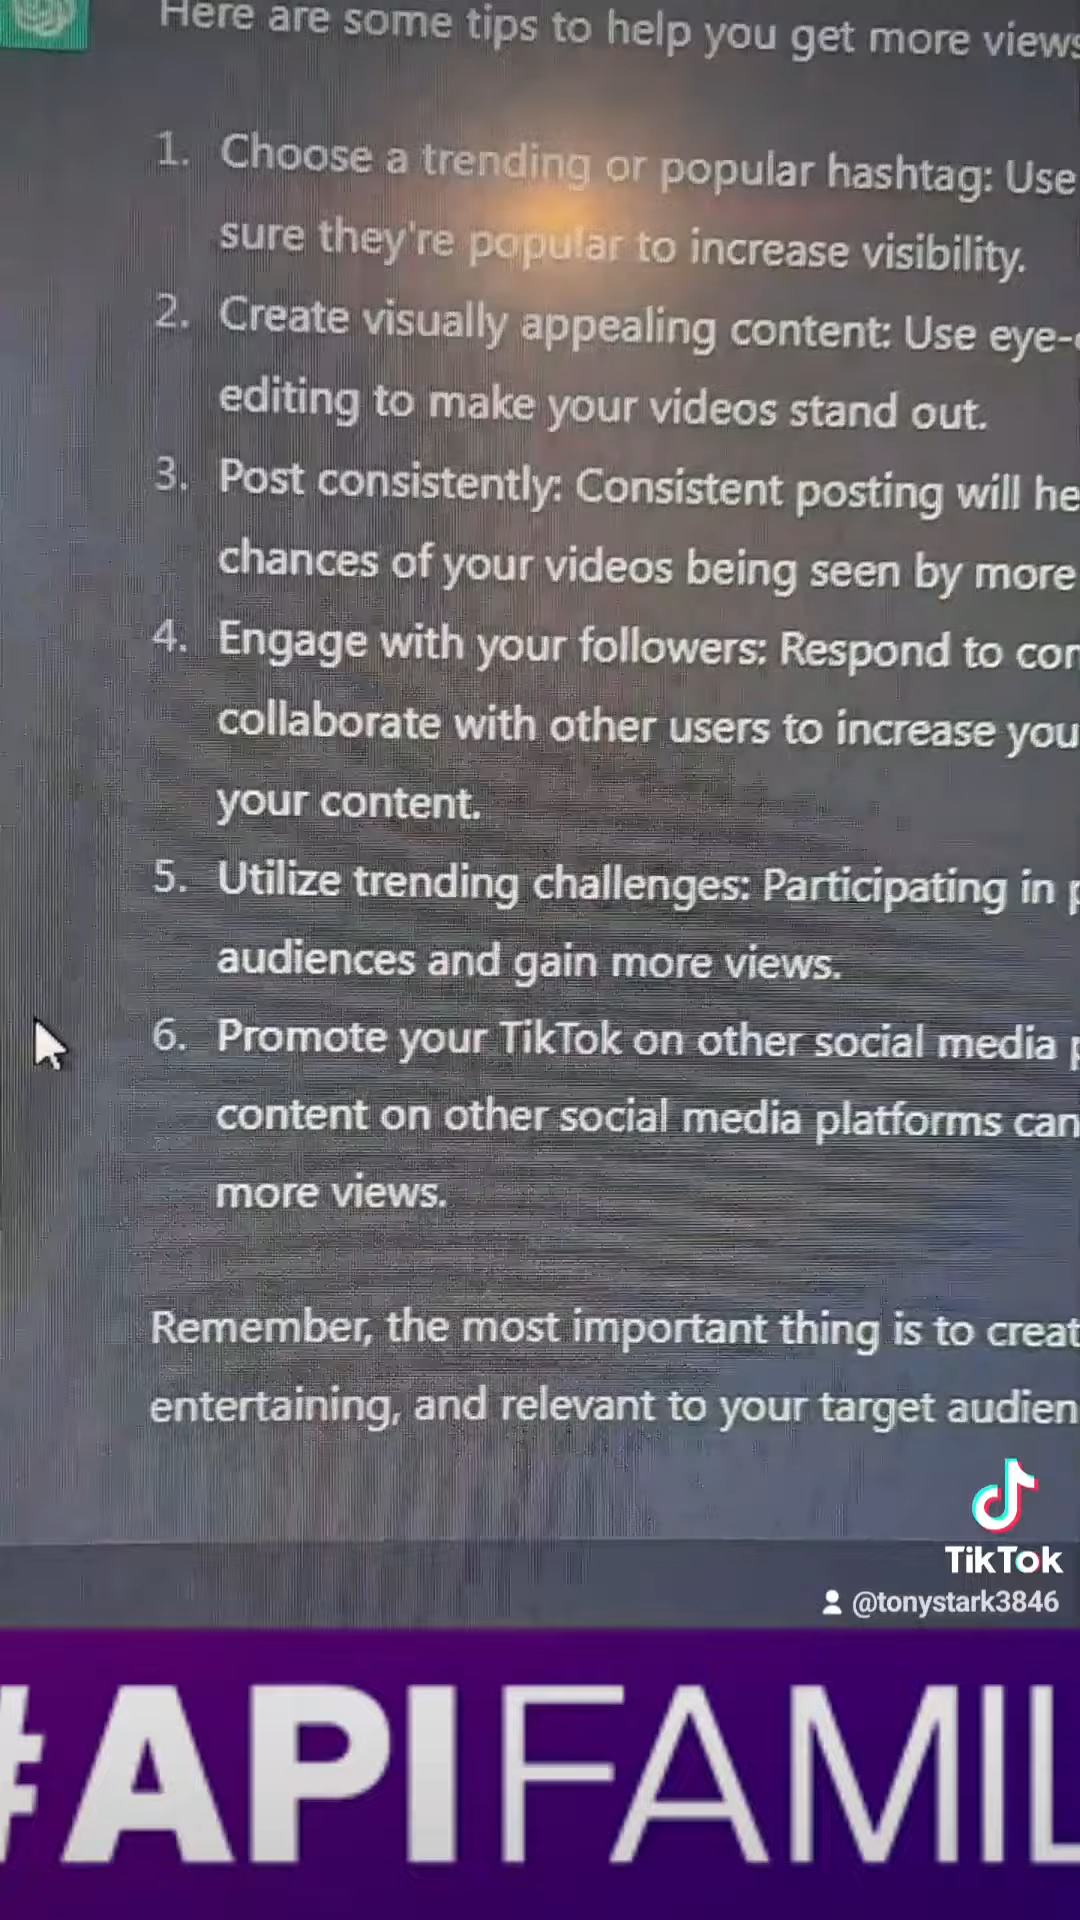 Here are some tips to help you get more views
1. Choose a trending or popular hashtag: Use
sure they're popular to increase visibility.
2. Create visually appealing content: Use eye-
editing to make your videos stand out.
3. Post consistently: Consistent posting will he
chances of your videos being seen by more
4. Engage with your followers: Respond to
collaborate with other users to increase you
your content.
5. Utilize trending challenges: Participating in
audiences and gain more views.
6. Promote your TikTok on other social media
content on other social media platforms can
more views.
Remember, the most important thing is to creat
entertaining, and relevant to your target audien
TikTok
@tonystark3846
#APIFAMIL